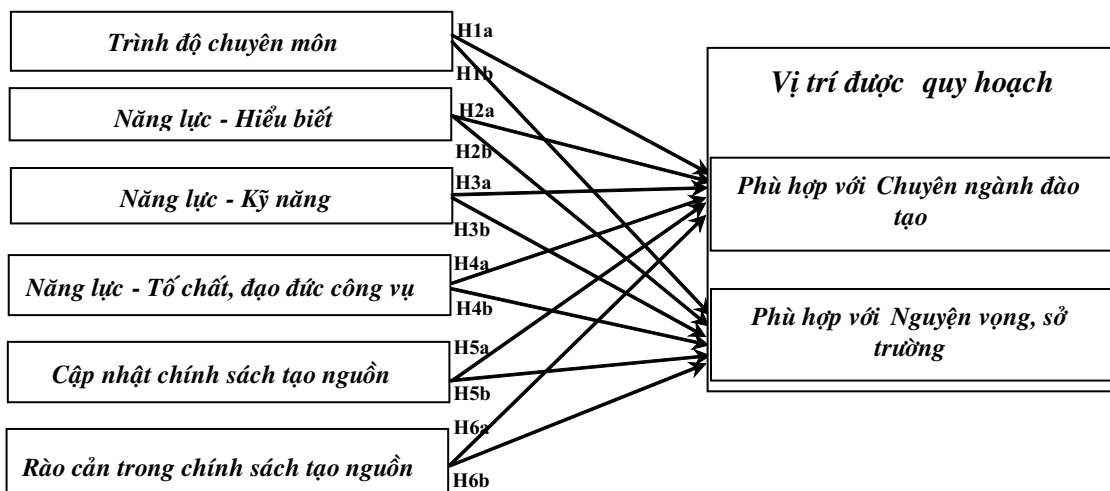 Trình độ chuyên môn
H1a
H1b
Năng lực - Hiểu biết
H2a
H2b
Năng lực - Kỹ năng
H3a
H3b
Năng lực - Tố chất, đạo đức công vụ
H4a
H4b
Cập nhật chính sách tạo nguồn
H5a
H5b
Rào cản trong chính sách tạo nguồn
H6a
H6b
Vị trí được quy hoạch
Phù hợp với Chuyên ngành đào
tạo
Phù hợp với Nguyện vọng, sở
trường